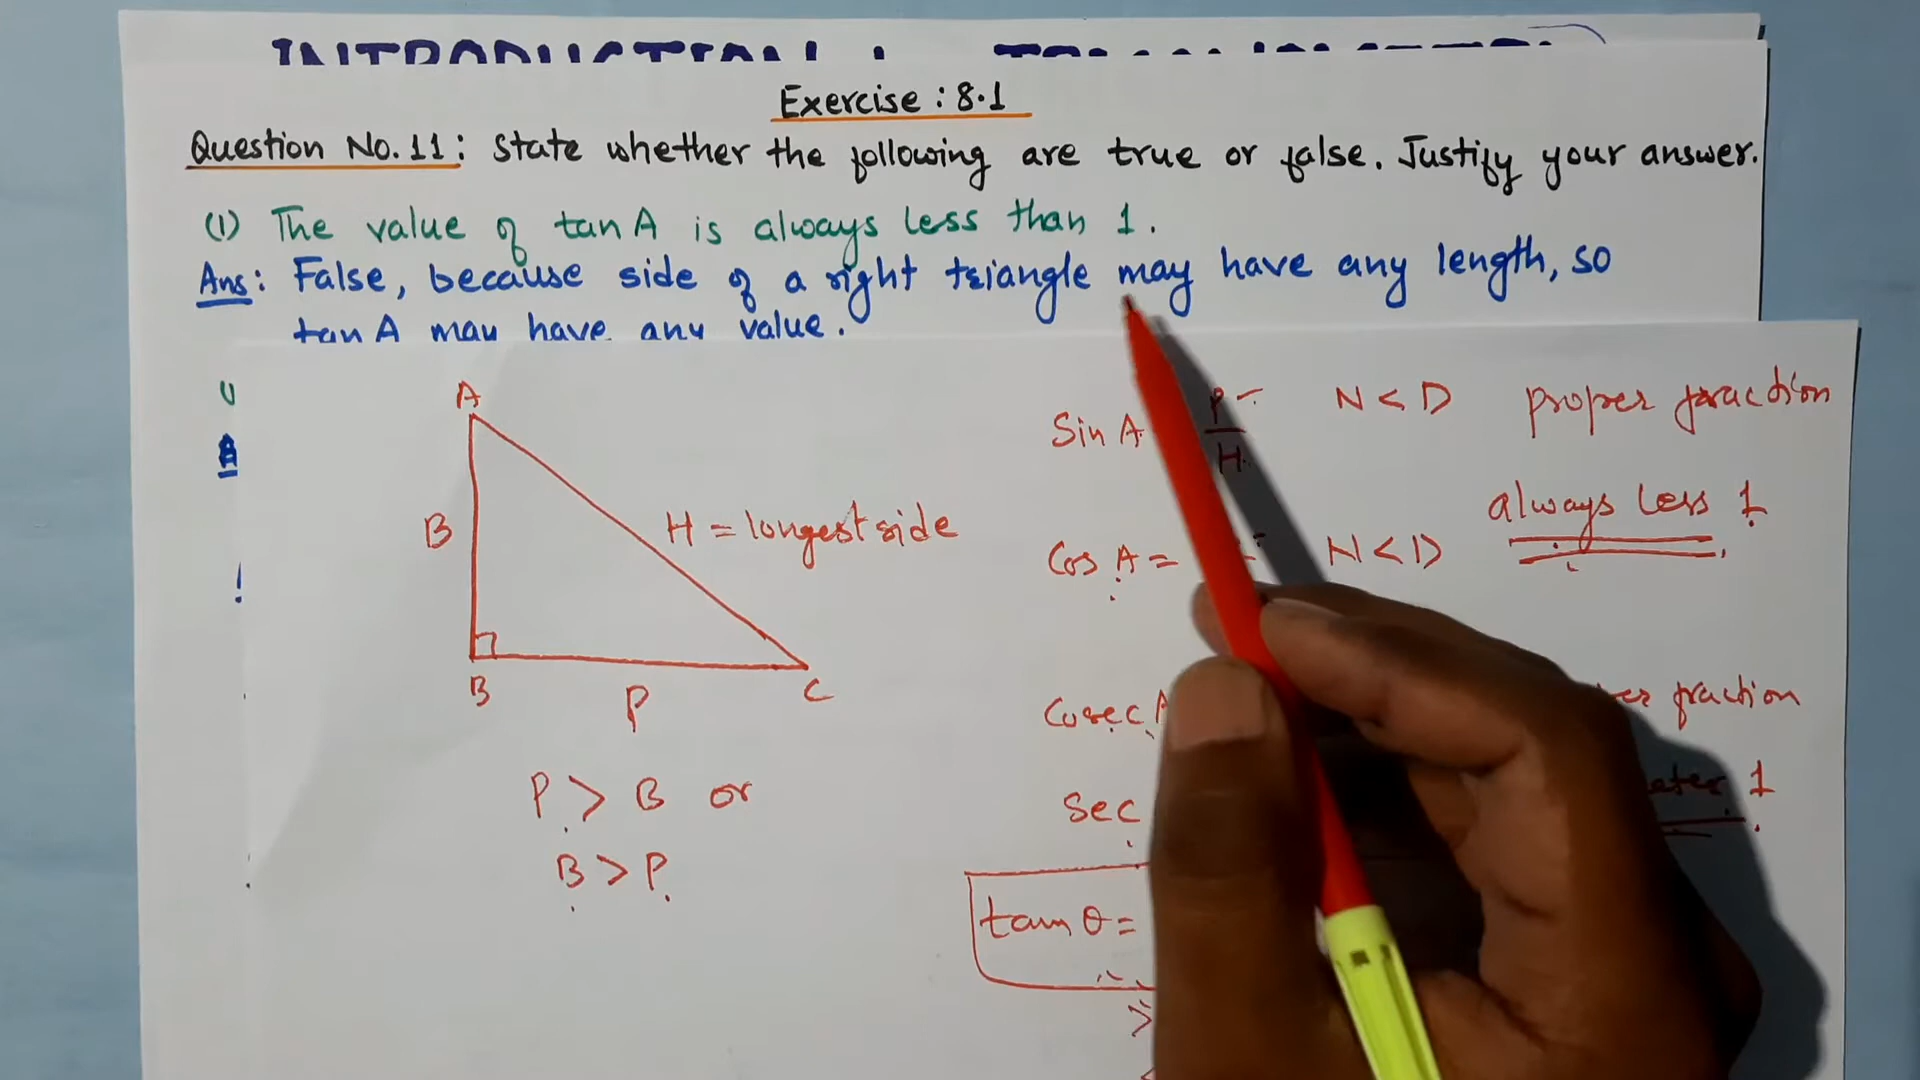 Exercise : 8.1
Question No. 11 : State whether the following are true or false. Justify your answer.
(1) The value of tan A is always less than 1.
Ans : False, because side of a right triangle may have any length, so
tan A may have any value.
A
B
H = longest side
B
P
C
P > B or
B > P
Sin A P/H N < D proper fraction
always less 1
Cos A = N < D
Cosec A fraction
Sec 1
tan θ =
>